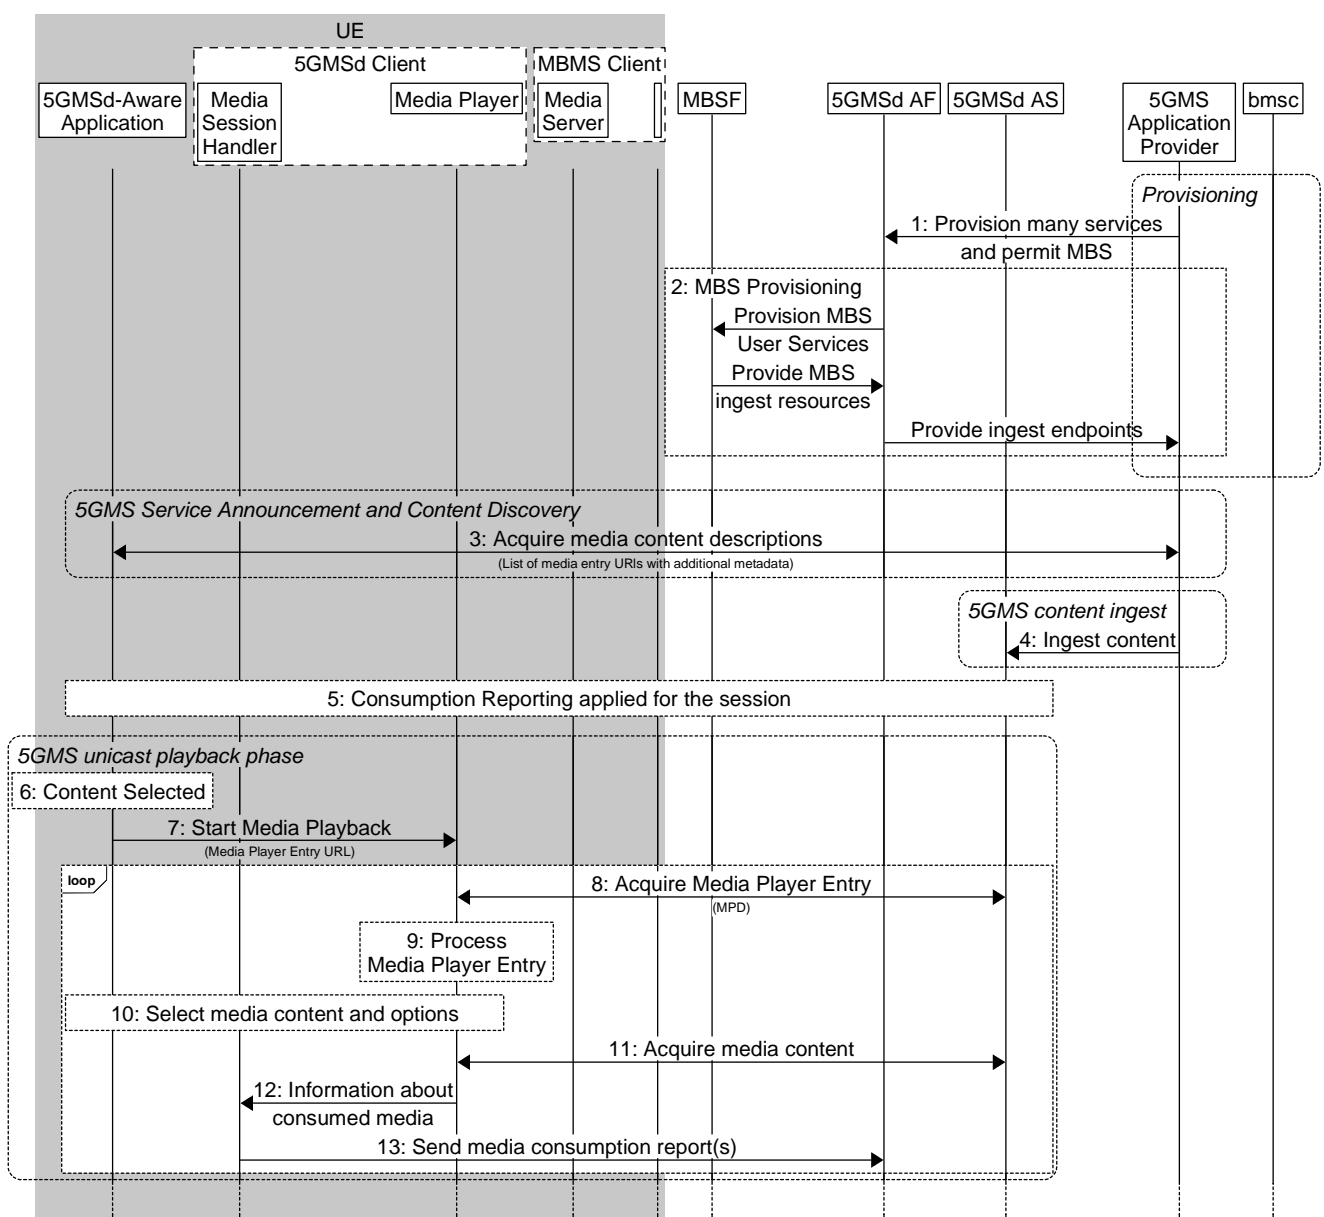 UE
5GMSd Client
MBMS Client
5GMSd-Aware
Application
Media
Session
Handler
Media Player
Media
Server
MBSF
5GMSd AF
5GMSd AS
5GMS
Application
Provider
bmsc
Provisioning
1: Provision many services
and permit MBS
2: MBS Provisioning
Provision MBS
User Services
Provide MBS
ingest resources
Provide ingest endpoints
5GMS Service Announcement and Content Discovery
3: Acquire media content descriptions
(List of media entry URIs with additional metadata)
5GMS content ingest
4: Ingest content
5: Consumption Reporting applied for the session
5GMS unicast playback phase
6: Content Selected
7: Start Media Playback
(Media Player Entry URL)
loop
8: Acquire Media Player Entry
(MPD)
9: Process
Media Player Entry
10: Select media content and options
11: Acquire media content
12: Information about
consumed media
13: Send media consumption report(s)